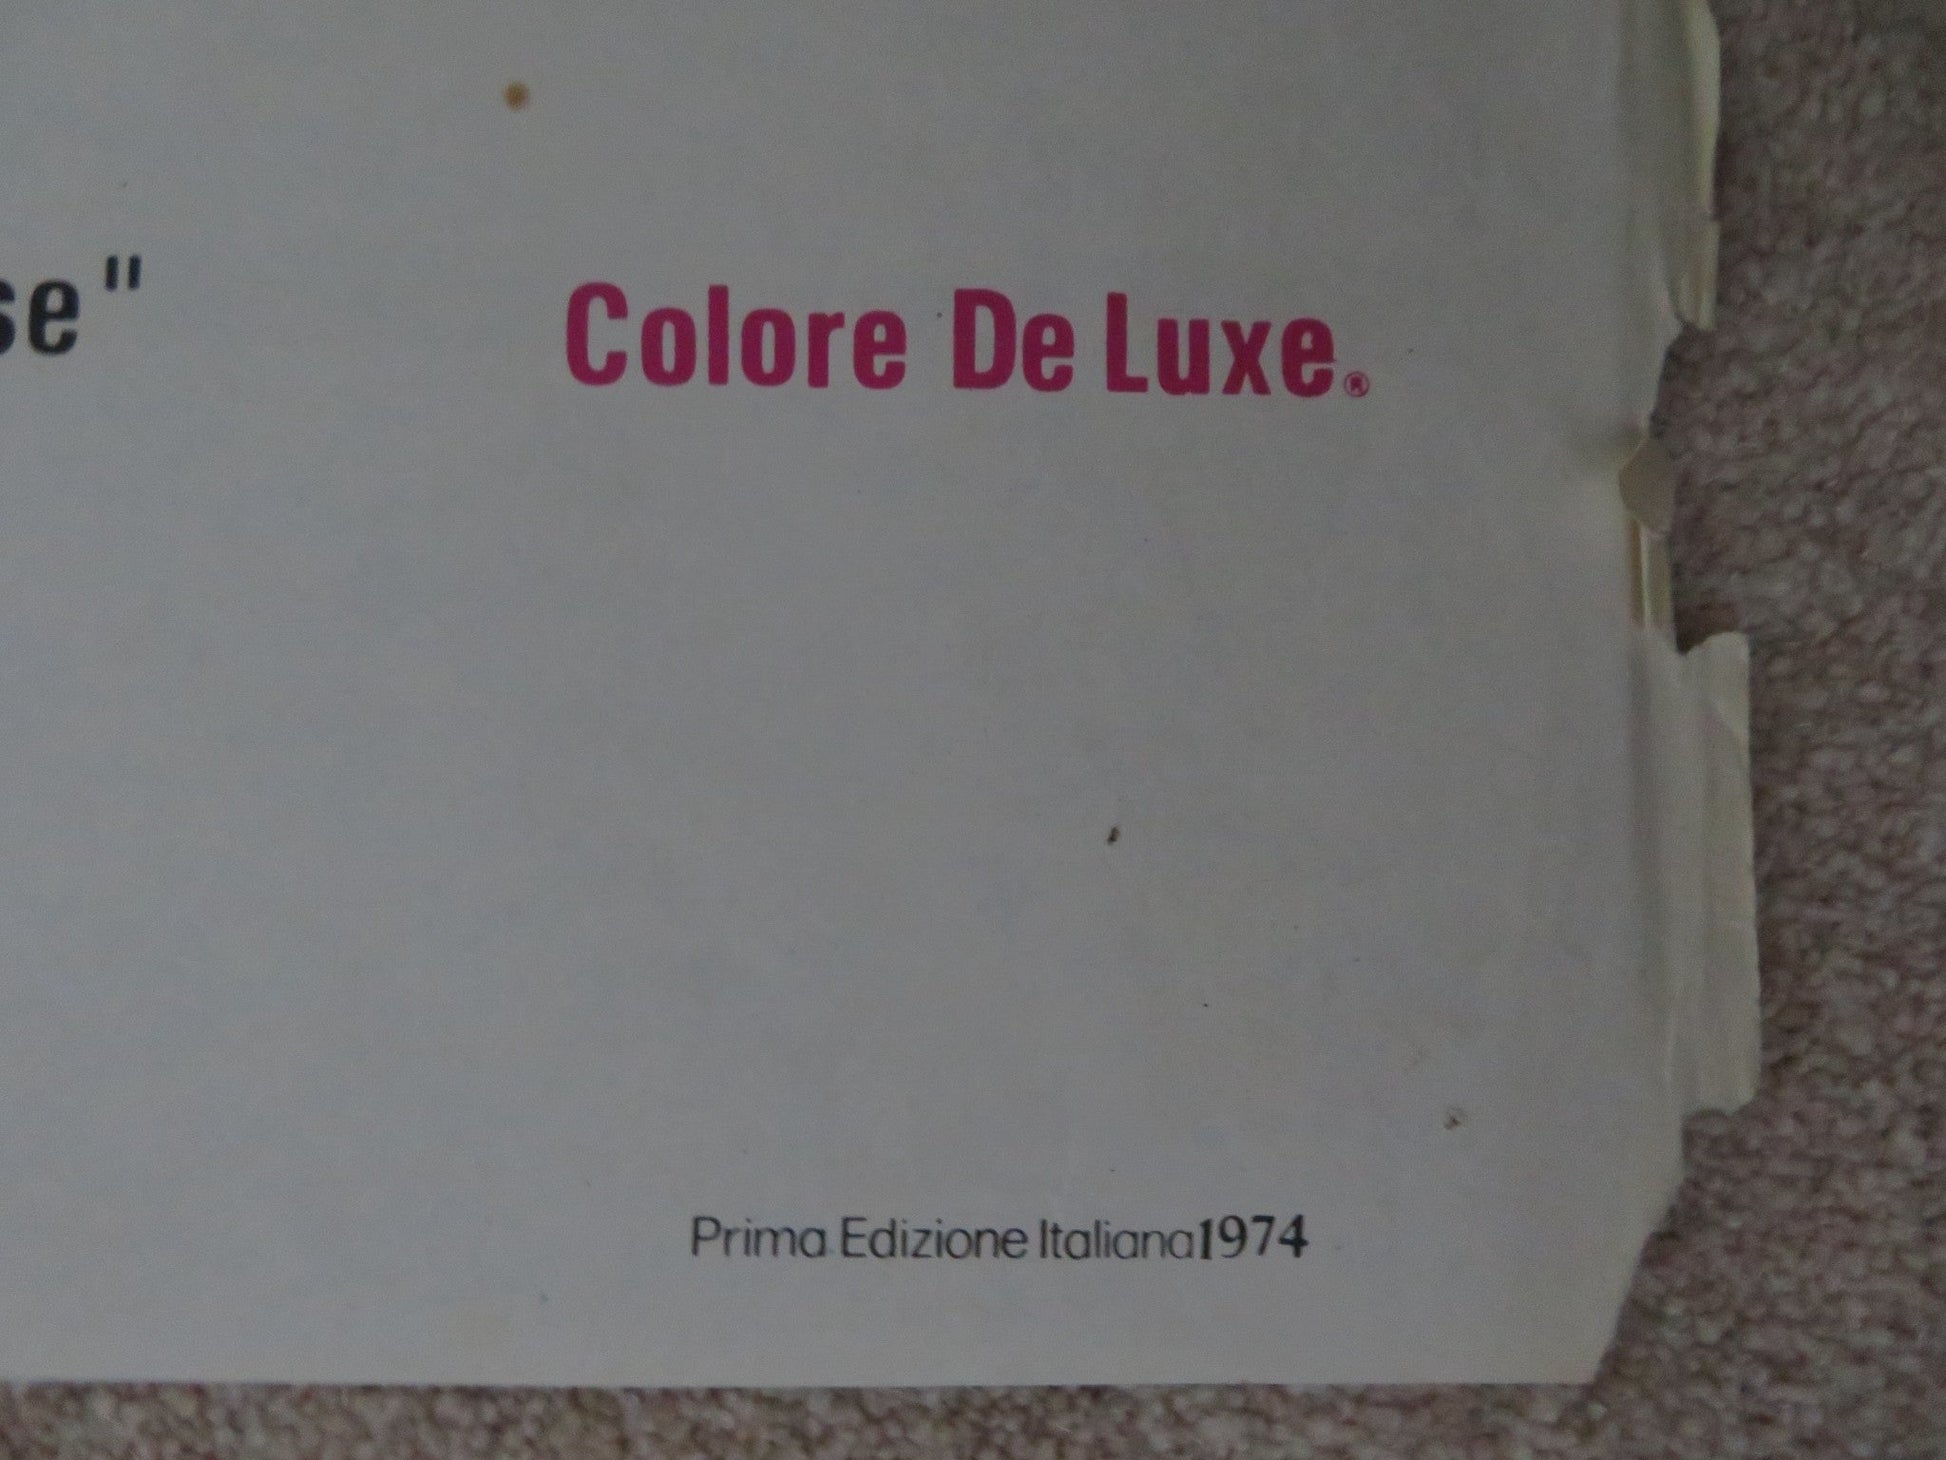 se" Colore De Luxe.®
Prima Edizione Italiana 1974